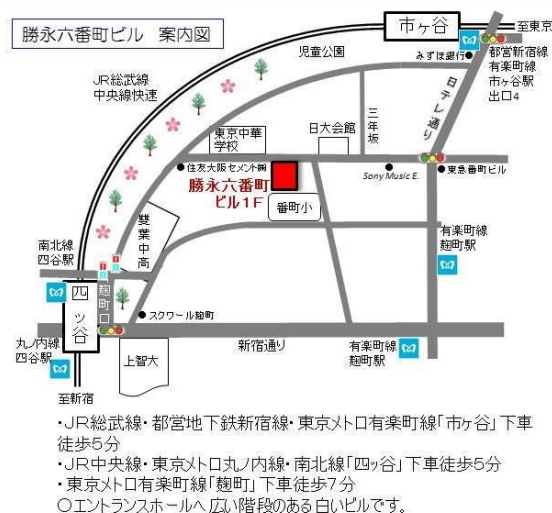 勝永六番町ビル　案内図
市ヶ谷
至東京
児童公園
みずほ銀行
都営新宿線
有楽町線
市ヶ谷駅
出口4
JR総武線
中央線快速
日テレ通り
三年坂
東京中華
学校
日大会館
住友大阪セメント㈱
勝永六番町
ビル1F
Sony Music E.
東急番町ビル
番町小
雙葉中高
南北線
四谷駅
有楽町線
麹町駅
四ッ谷
麹町口
スクワール麹町
丸ノ内線
四谷駅
上智大
新宿通り
有楽町線
麹町駅
至新宿
・JR総武線・都営地下鉄新宿線・東京メトロ有楽町線「市ヶ谷」下車
徒歩5分
・JR中央線・東京メトロ丸ノ内線・南北線「四ッ谷」下車徒歩5分
・東京メトロ有楽町線「麹町」下車徒歩7分
○エントランスホールへ広い階段のある白いビルです。